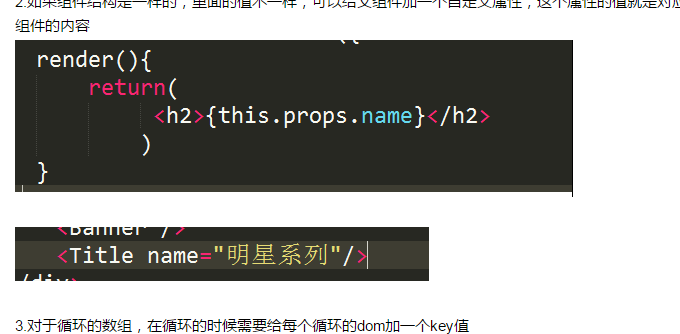 2.如果组件结构是一样的，里面的值不一样，可以给父组件加一个自定义属性，这个属性的值就是对应
组件的内容
render(){
return(
<h2>{this.props.name}</h2>
)
}
<Banner />
<Title name="明星系列"/>
/div>
3.对于循环的数组，在循环的时候需要给每个循环的dom加一个key值